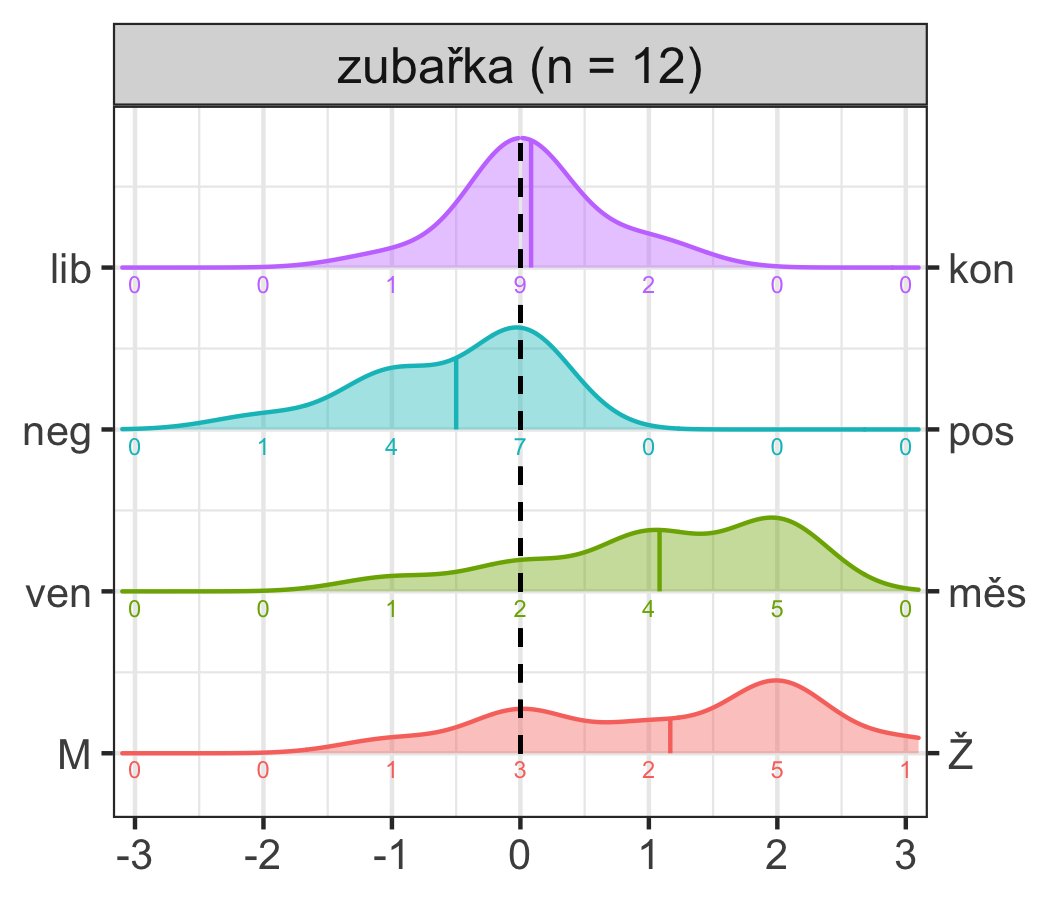 zubařka (n = 12)
lib kon
0 0 1 9 2 0 0
neg pos
0 1 4 7 0 0 0
ven měs
0 0 1 2 4 5 0
M Ž
0 0 1 3 2 5 1
-3 -2 -1 0 1 2 3